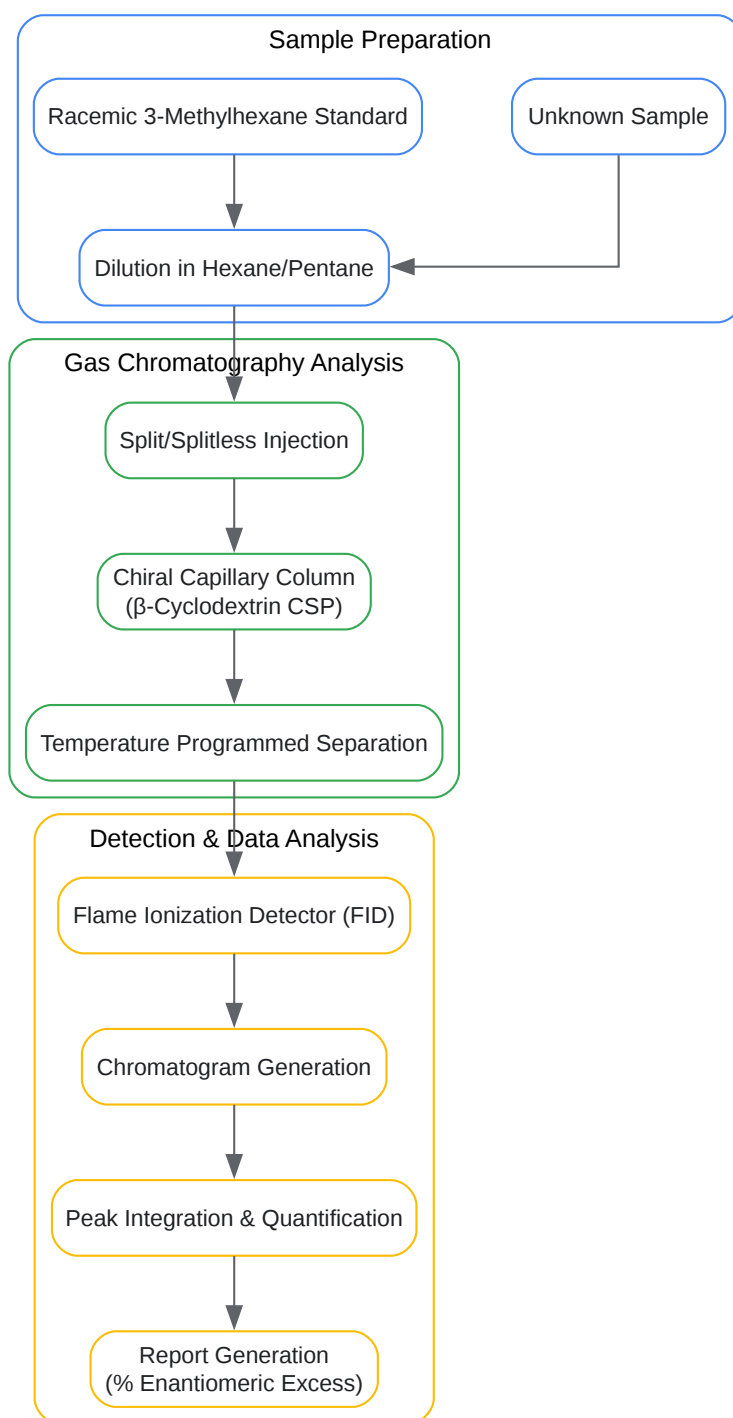 Sample Preparation
Racemic 3-Methylhexane Standard
Unknown Sample
Dilution in Hexane/Pentane
Gas Chromatography Analysis
Split/Splitless Injection
Chiral Capillary Column
(β-Cyclodextrin CSP)
Temperature Programmed Separation
Detection & Data Analysis
Flame Ionization Detector (FID)
Chromatogram Generation
Peak Integration & Quantification
Report Generation
(% Enantiomeric Excess)